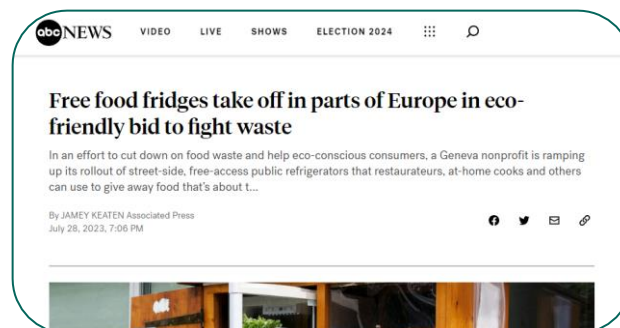 abc NEWS VIDEO LIVE SHOWS ELECTION 2024
Free food fridges take off in parts of Europe in eco-
friendly bid to fight waste
In an effort to cut down on food waste and help eco-conscious consumers, a Geneva nonprofit is ramping
up its rollout of street-side, free-access public refrigerators that restaurateurs, at-home cooks and others
can use to give away food that's about t...
By JAMEY KEATEN Associated Press
July 28, 2023, 7:06 PM